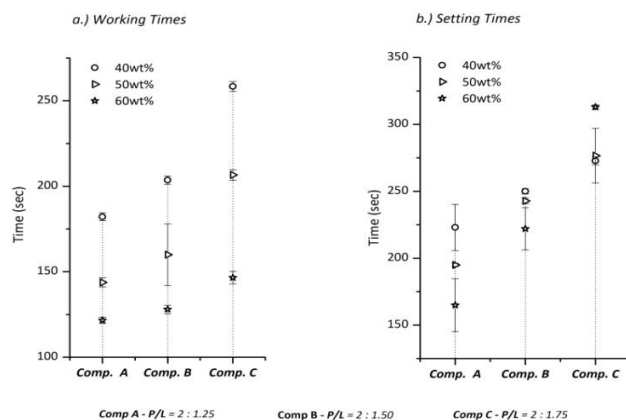 a.) Working Times
40wt%
50wt%
60wt%
250
200
150
100
Time (sec)
Comp. A Comp. B Comp. C
b.) Setting Times
350
40wt%
50wt%
60wt%
300
250
200
150
Time (sec)
Comp. A Comp. B Comp. C
Comp A - P/L = 2 : 1.25 Comp B - P/L = 2 : 1.50 Comp C - P/L = 2 : 1.75